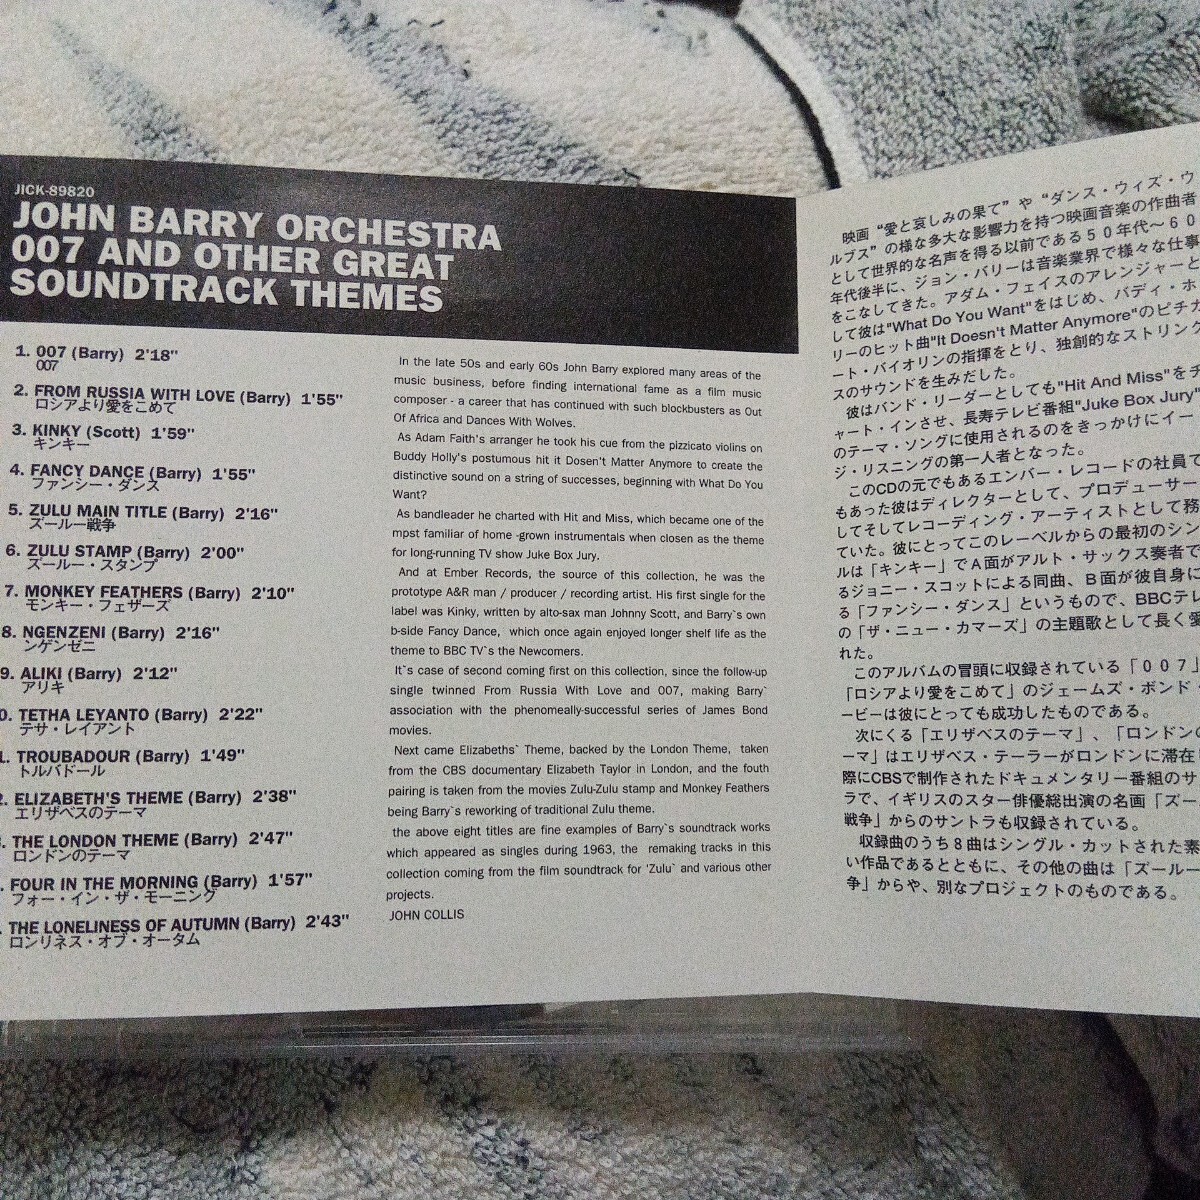 JICK-89820
JOHN BARRY ORCHESTRA
007 AND OTHER GREAT
SOUNDTRACK THEMES
1. 007 (Barry) 2'18"
007
2. FROM RUSSIA WITH LOVE (Barry) 1'55"
ロシアより愛をこめて
3. KINKY (Scott) 1'59"
キンキー
4. FANCY DANCE (Barry) 1'55"
ファンシー・ダンス
5. ZULU MAIN TITLE (Barry) 2'16"
ズールー戦争
6. ZULU STAMP (Barry) 2'00"
ズールー・スタンプ
7. MONKEY FEATHERS (Barry) 2'10"
モンキー・フェザーズ
8. NGENZENI (Barry) 2'16"
ンゲンゼニ
9. ALIKI (Barry) 2'12"
アリキ
0. TETHA LEYANTO (Barry) 2'22"
テサ・レイアント
1. TROUBADOUR (Barry) 1'49"
トルバドール
2. ELIZABETH'S THEME (Barry) 2'38"
エリザベスのテーマ
. THE LONDON THEME (Barry) 2'47"
ロンドンのテーマ
. FOUR IN THE MORNING (Barry) 1'57"
フォー・イン・ザ・モーニング
. THE LONELINESS OF AUTUMN (Barry) 2'43"
ロンリネス・オブ・オータム
In the late 50s and early 60s John Barry explored many areas of the
music business, before finding international fame as a film music
composer - a career that has continued with such blockbusters as Out
Of Africa and Dances With Wolves.
As Adam Faith's arranger he took his cue from the pizzicato violins on
Buddy Holly's postumous hit it Dosen't Matter Anymore to create the
distinctive sound on a string of successes, beginning with What Do You
Want?
As bandleader he charted with Hit and Miss, which became one of the
mpst familiar of home -grown instrumentals when closen as the theme
for long-running TV show Juke Box Jury.
And at Ember Records, the source of this collection, he was the
prototype A&R man / producer / recording artist. His first single for the
label was Kinky, written by alto-sax man Johnny Scott, and Barry`s own
b-side Fancy Dance, which once again enjoyed longer shelf life as the
theme to BBC TV`s the Newcomers.
It`s case of second coming first on this collection, since the follow-up
single twinned From Russia With Love and 007, making Barry`
association with the phenomeally-successful series of James Bond
movies.
Next came Elizabeths` Theme, backed by the London Theme, taken
from the CBS documentary Elizabeth Taylor in London, and the fouth
pairing is taken from the movies Zulu-Zulu stamp and Monkey Feathers
being Barry`s reworking of traditional Zulu theme.
the above eight titles are fine examples of Barry`s soundtrack works
which appeared as singles during 1963, the remaking tracks in this
collection coming from the film soundtrack for 'Zulu` and various other
projects.
JOHN COLLIS
映画“愛と哀しみの果て”や“ダンス・ウィズ・ウ
ルブス”の様な多大な影響力を持つ映画音楽の作曲者
として世界的な名声を得る以前である５０年代～６０
年代後半に、ジョン・バリーは音楽業界で様々な仕事
をこなしてきた。アダム・フェイスのアレンジャーと
して彼は"What Do You Want"をはじめ、バディ・ホ
リーのヒット曲"It Doesn't Matter Anymore"のピチカ
ート・バイオリンの指揮をとり、独創的なストリング
スのサウンドを生みだした。
彼はバンド・リーダーとしても"Hit And Miss"をチ
ャート・インさせ、長寿テレビ番組"Juke Box Jury"
のテーマ・ソングに使用されるのをきっかけにイー
ジ・リスニングの第一人者となった。
このCDの元でもあるエンバー・レコードの社員で
もあった彼はディレクターとして、プロデューサー
してそしてレコーディング・アーティストとして務
ていた。彼にとってこのレーベルからの最初のシン
ルは「キンキー」でＡ面がアルト・サックス奏者で
るジョニー・スコットによる同曲、Ｂ面が彼自身に
る「ファンシー・ダンス」というもので、BBCテレ
の「ザ・ニュー・カマーズ」の主題歌として長く愛
れた。
このアルバムの冒頭に収録されている「００７」
「ロシアより愛をこめて」のジェームズ・ボンド
ービーは彼にとっても成功したものである。
次にくる「エリザベスのテーマ」、「ロンドンの
ーマ」はエリザベス・テーラーがロンドンに滞在
際にCBSで制作されたドキュメンタリー番組のサ
ラで、イギリスのスター俳優総出演の名画「ズー
戦争」からのサントラも収録されている。
収録曲のうち８曲はシングル・カットされた素
い作品であるとともに、その他の曲は「ズールー
争」からや、別なプロジェクトのものである。